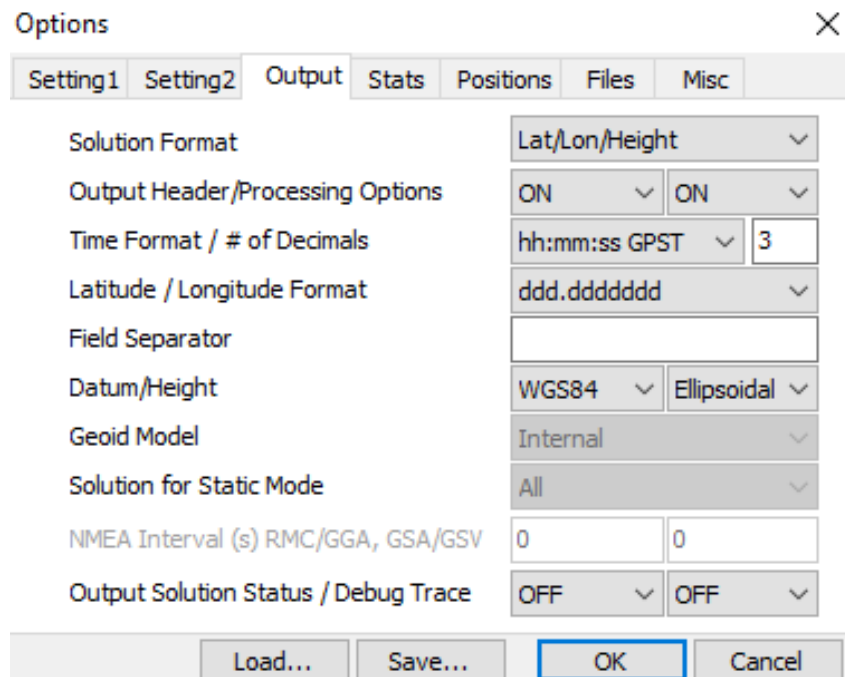 Options
Setting1 Setting2 Output Stats Positions Files Misc
Solution Format Lat/Lon/Height
Output Header/Processing Options ON ON
Time Format / # of Decimals hh:mm:ss GPST 3
Latitude / Longitude Format ddd.ddddddd
Field Separator
Datum/Height WGS84 Ellipsoidal
Geoid Model Internal
Solution for Static Mode All
NMEA Interval (s) RMC/GGA, GSA/GSV 0 0
Output Solution Status / Debug Trace OFF OFF
Load... Save... OK Cancel